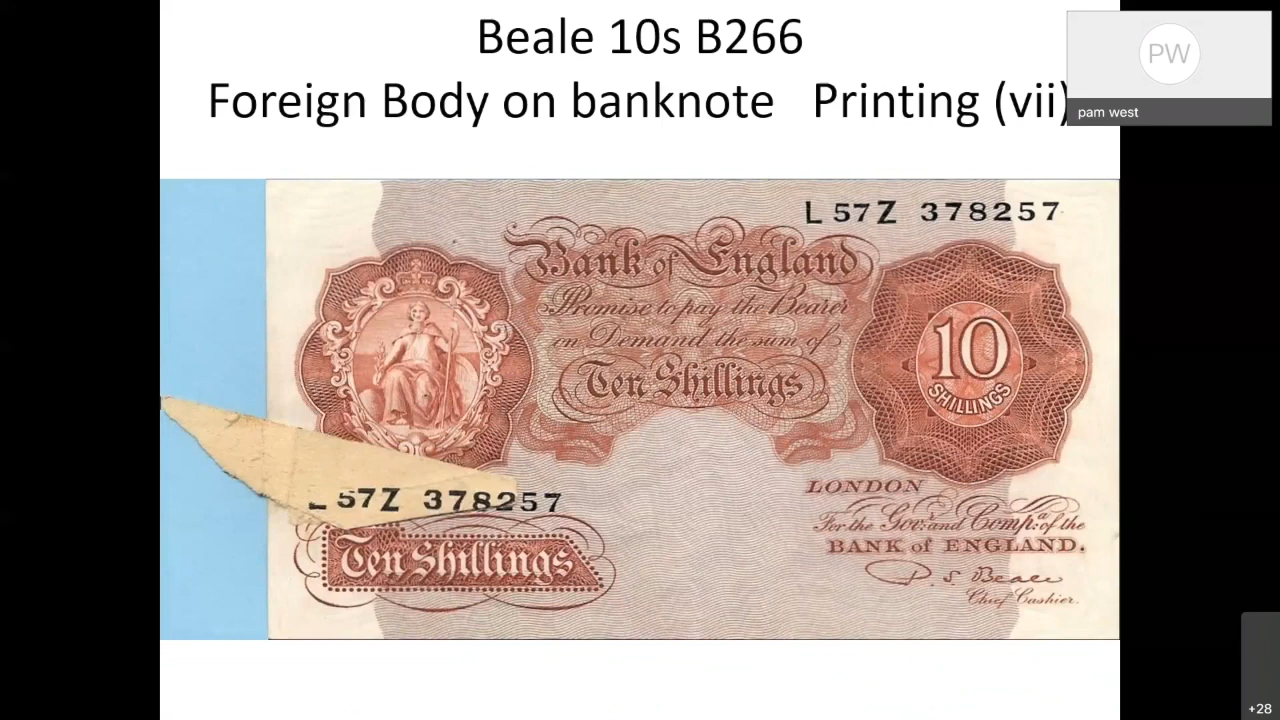 Beale 10s B266
Foreign Body on banknote Printing (vii)
PW
pam west
L 57Z 378257
Bank of England
Promise to pay the Bearer
on Demand the sum of
Ten Shillings
10
SHILLINGS
L 57Z 378257
LONDON
For the Gov.r and Comp.a of the
BANK of ENGLAND.
Ten Shillings
P. S. Beale
Chief Cashier.
+28